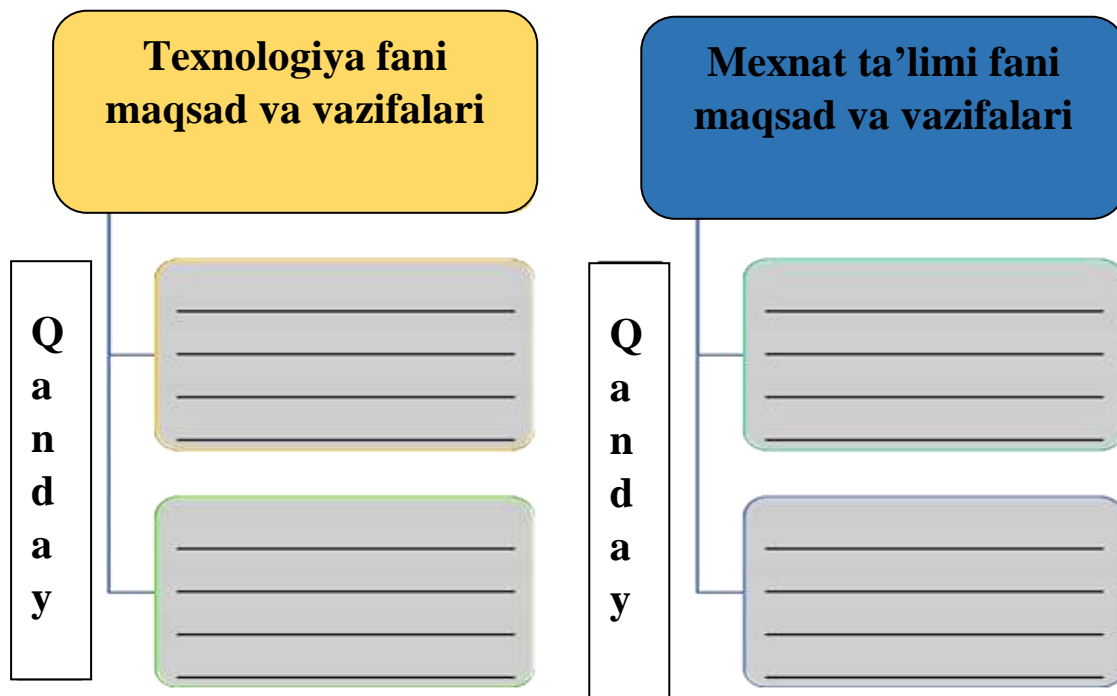 Texnologiya fani
maqsad va vazifalari
Mexnat ta’limi fani
maqsad va vazifalari
Q
a
n
d
a
y
Q
a
n
d
a
y